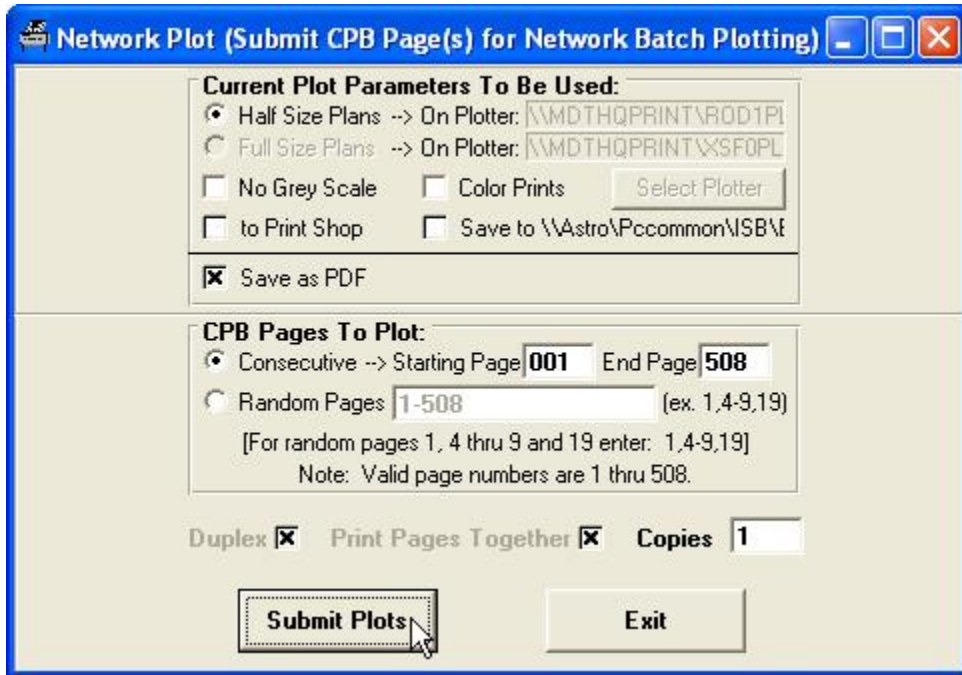 Network Plot (Submit CPB Page(s) for Network Batch Plotting)
Current Plot Parameters To Be Used:
Half Size Plans --> On Plotter: \\MDTHQPRINT\ROD1PL
Full Size Plans --> On Plotter: \\MDTHQPRINT\XSF0PL
No Grey Scale Color Prints Select Plotter
to Print Shop Save to \\Astro\Pccommon\ISB\E
Save as PDF
CPB Pages To Plot:
Consecutive --> Starting Page 001 End Page 508
Random Pages 1-508 (ex. 1,4-9,19)
[For random pages 1, 4 thru 9 and 19 enter: 1,4-9,19]
Note: Valid page numbers are 1 thru 508.
Duplex Print Pages Together Copies 1
Submit Plots Exit